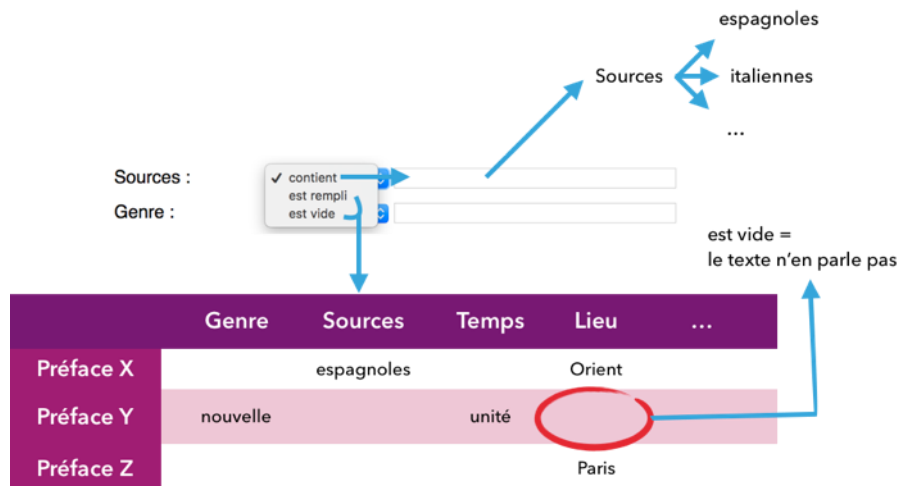 espagnoles
Sources
italiennes
...
Sources :
✓ contient
est rempli
est vide
Genre :
est vide =
le texte n'en parle pas
Genre Sources Temps Lieu ...
Préface X espagnoles Orient
Préface Y nouvelle unité
Préface Z Paris